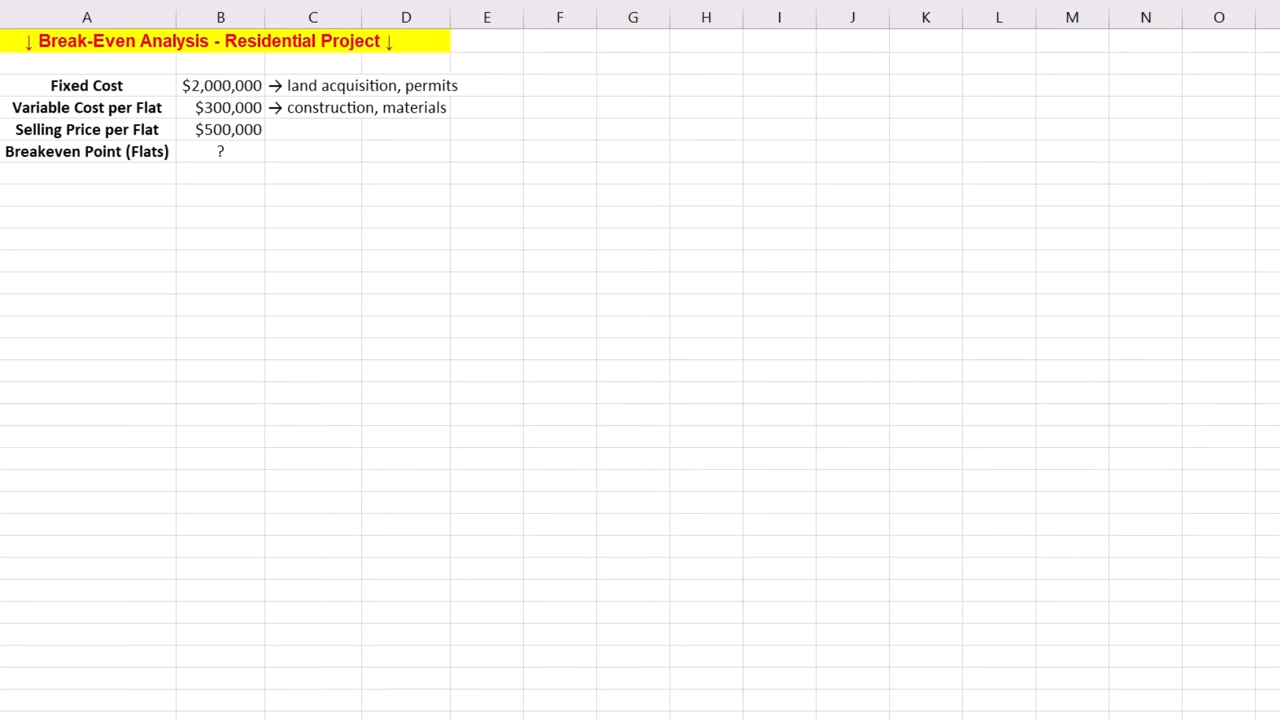 A B C D E F G H I J K L M N O
↓ Break-Even Analysis - Residential Project ↓
Fixed Cost $2,000,000 → land acquisition, permits
Variable Cost per Flat $300,000 → construction, materials
Selling Price per Flat $500,000
Breakeven Point (Flats) ?